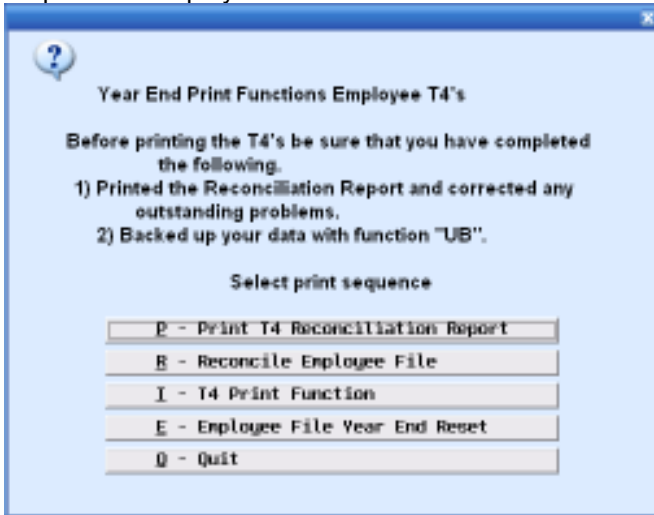 ?
Year End Print Functions Employee T4's
Before printing the T4's be sure that you have completed
the following.
1) Printed the Reconciliation Report and corrected any
outstanding problems.
2) Backed up your data with function "UB".
Select print sequence
P - Print T4 Reconciliation Report
R - Reconcile Employee File
I - T4 Print Function
E - Employee File Year End Reset
Q - Quit